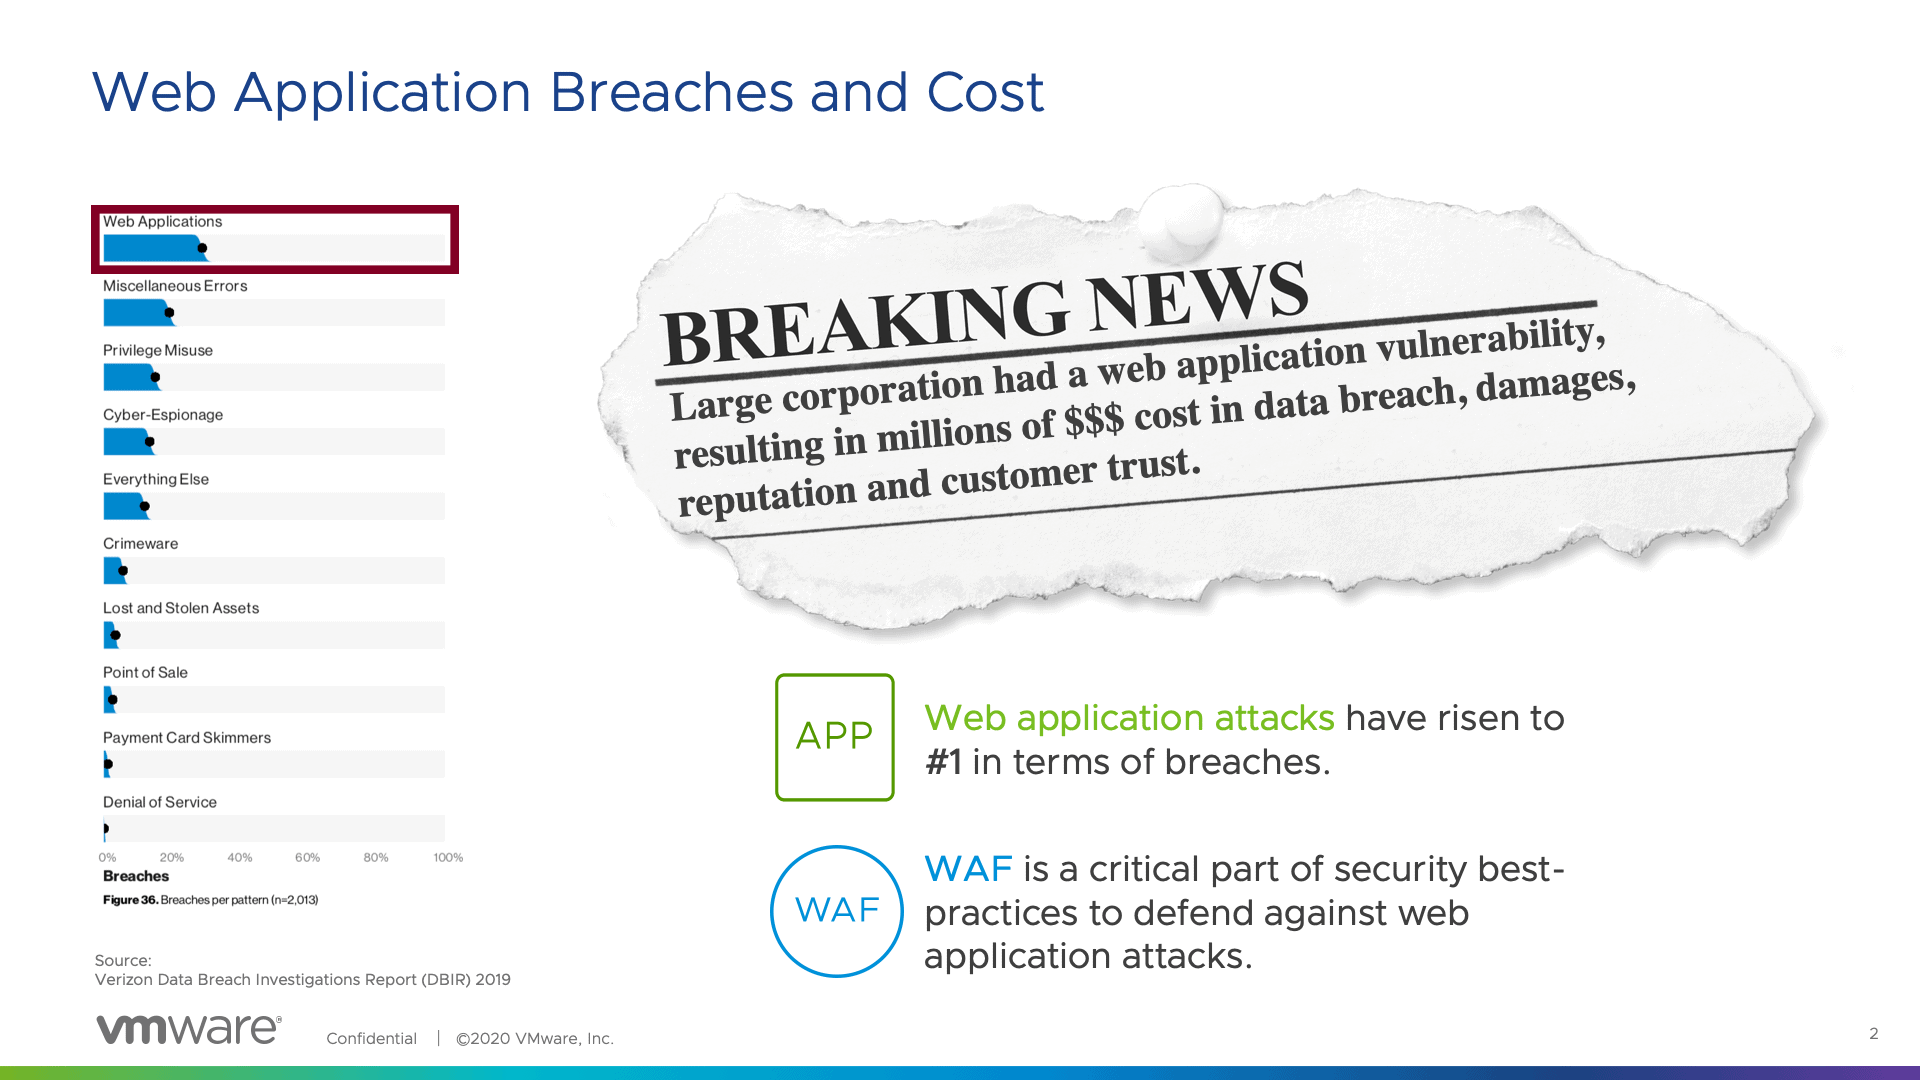 Web Application Breaches and Cost
Web Applications
Miscellaneous Errors
Privilege Misuse
Cyber-Espionage
Everything Else
Crimeware
Lost and Stolen Assets
Point of Sale
Payment Card Skimmers
Denial of Service
0% 20% 40% 60% 80% 100%
Breaches
Figure 36. Breaches per pattern (n=2,013)
Source:
Verizon Data Breach Investigations Report (DBIR) 2019
BREAKING NEWS
Large corporation had a web application vulnerability,
resulting in millions of $$$ cost in data breach, damages,
reputation and customer trust.
APP
Web application attacks have risen to
#1 in terms of breaches.
WAF
WAF is a critical part of security best-
practices to defend against web
application attacks.
vmware®
Confidential | ©2020 VMware, Inc.
2